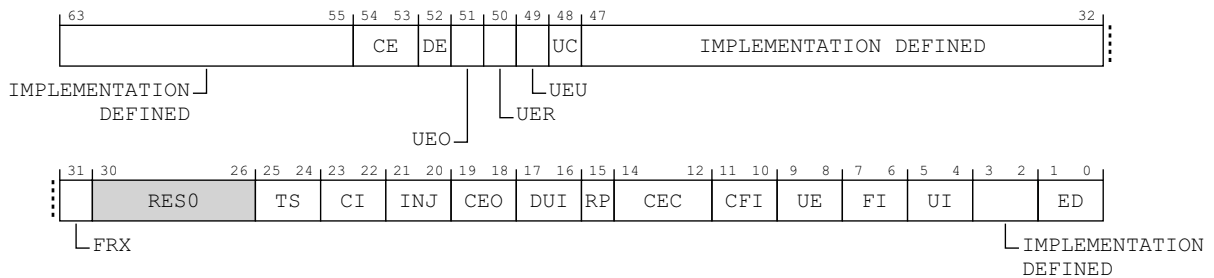 63 55 54 53 52 51 50 49 48 47 32
CE DE UC IMPLEMENTATION DEFINED
IMPLEMENTATION DEFINED
UEU
UER
UEO
31 30 26 25 24 23 22 21 20 19 18 17 16 15 14 12 11 10 9 8 7 6 5 4 3 2 1 0
RES0 TS CI INJ CEO DUI RP CEC CFI UE FI UI ED
FRX
IMPLEMENTATION
DEFINED